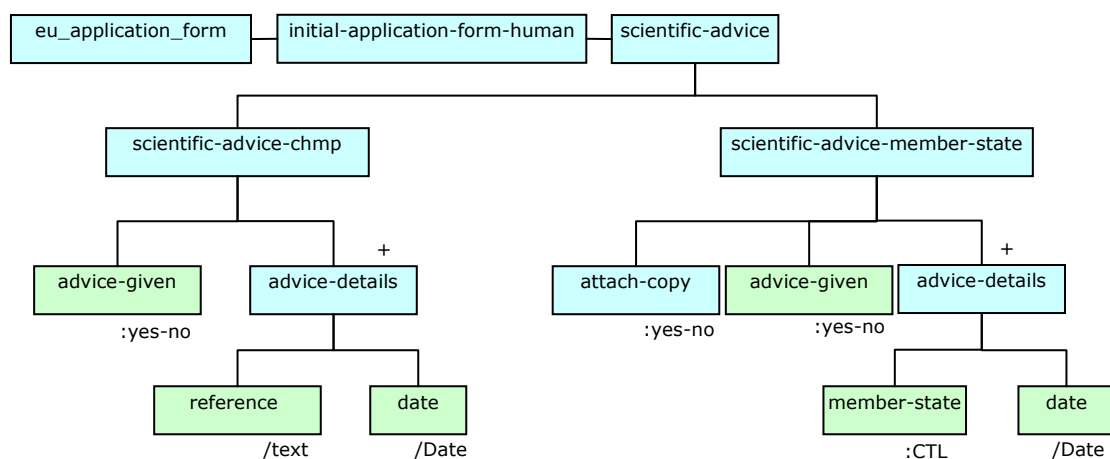 eu_application_form
initial-application-form-human
scientific-advice
scientific-advice-chmp
scientific-advice-member-state
+
+
advice-given
advice-details
attach-copy
advice-given
advice-details
:yes-no
:yes-no
:yes-no
reference
date
member-state
date
/text
/Date
:CTL
/Date